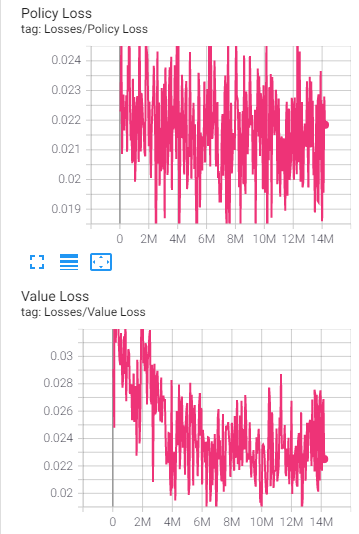 Policy Loss
tag: Losses/Policy Loss
0.024
0.023
0.022
0.021
0.02
0.019
0 2M 4M 6M 8M 10M 12M 14M
Value Loss
tag: Losses/Value Loss
0.03
0.028
0.026
0.024
0.022
0.02
0 2M 4M 6M 8M 10M 12M 14M